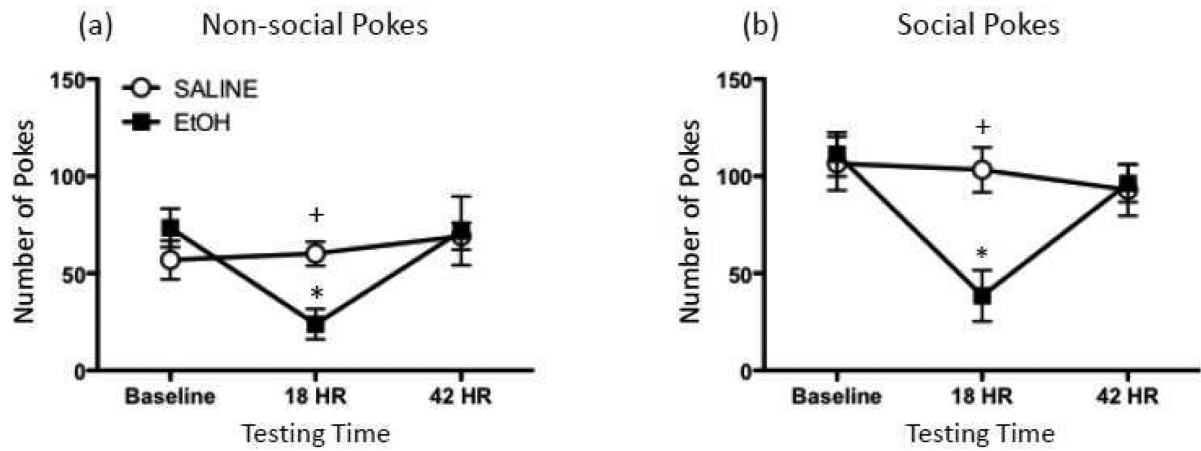 (a) Non-social Pokes
150
100
50
0
Number of Pokes
SALINE
EtOH
+
*
Baseline 18 HR 42 HR
Testing Time
(b) Social Pokes
150
100
50
0
Number of Pokes
+
*
Baseline 18 HR 42 HR
Testing Time